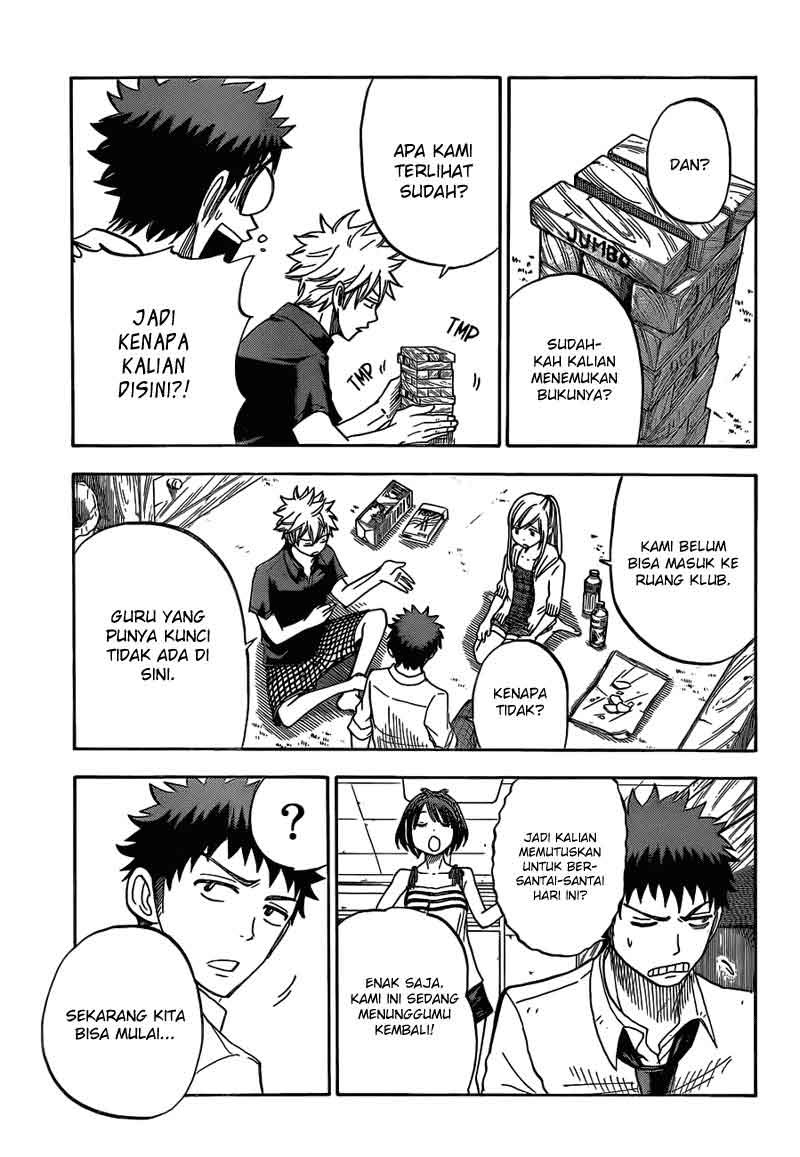 DAN?
JUMBO
SUDAH-
KAH KALIAN
MENEMUKAN
BUKUNYA?
APA KAMI
TERLIHAT
SUDAH?
TMP
TMP
JADI
KENAPA
KALIAN
DISINI?!
KAMI BELUM
BISA MASUK KE
RUANG KLUB.
KENAPA
TIDAK?
GURU YANG
PUNYA KUNCI
TIDAK ADA DI
SINI.
JADI KALIAN
MEMUTUSKAN
UNTUK BER-
SANTAI-SANTAI
HARI INI?
ENAK SAJA.
KAMI INI SEDANG
MENUNGGUMU
KEMBALI!
?
SEKARANG KITA
BISA MULAI...